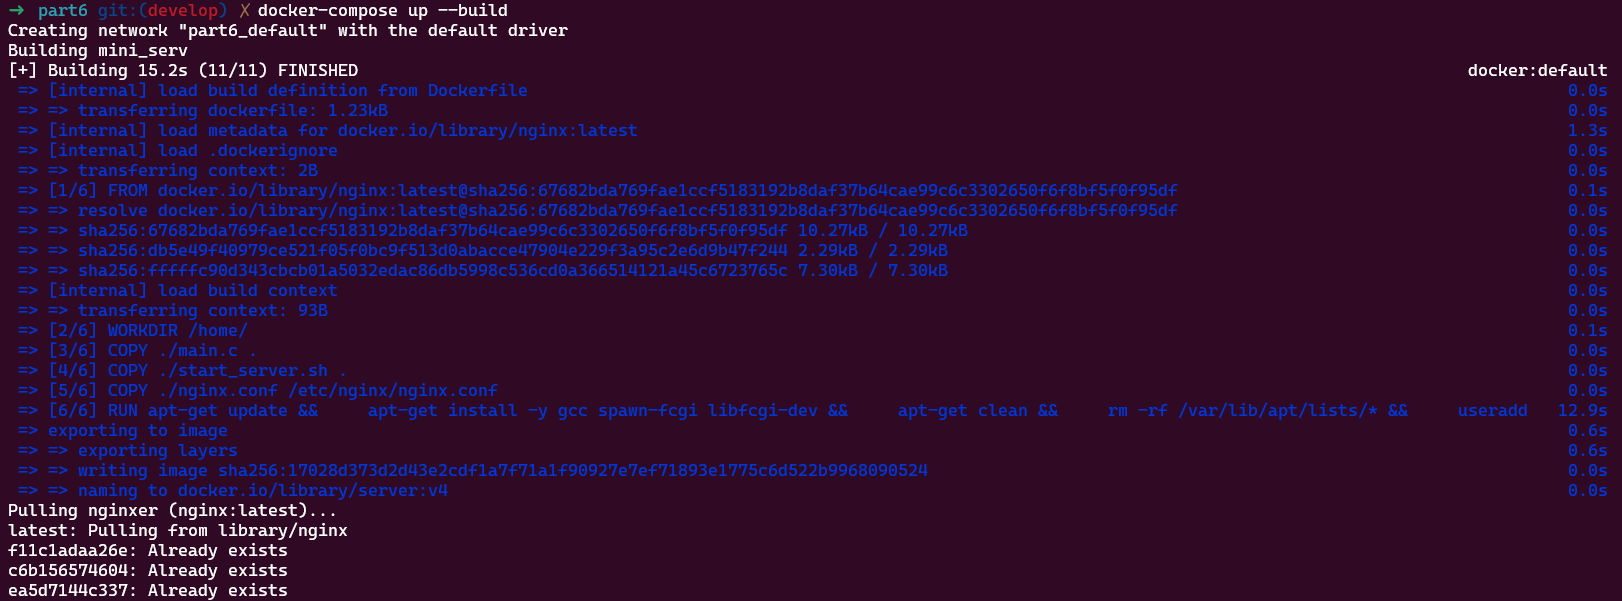 → part6 git:(develop) ✗ docker-compose up --build
Creating network "part6_default" with the default driver
Building mini_serv
[+] Building 15.2s (11/11) FINISHED docker:default
=> [internal] load build definition from Dockerfile 0.0s
=> => transferring dockerfile: 1.23kB 0.0s
=> [internal] load metadata for docker.io/library/nginx:latest 1.3s
=> [internal] load .dockerignore 0.0s
=> => transferring context: 2B 0.0s
=> [1/6] FROM docker.io/library/nginx:latest@sha256:67682bda769fae1ccf5183192b8daf37b64cae99c6c3302650f6f8bf5f0f95df 0.1s
=> => resolve docker.io/library/nginx:latest@sha256:67682bda769fae1ccf5183192b8daf37b64cae99c6c3302650f6f8bf5f0f95df 0.0s
=> => sha256:67682bda769fae1ccf5183192b8daf37b64cae99c6c3302650f6f8bf5f0f95df 10.27kB / 10.27kB 0.0s
=> => sha256:db5e49f40979ce521f05f0bc9f513d0abacce47904e229f3a95c2e6d9b47f244 2.29kB / 2.29kB 0.0s
=> => sha256:fffffc90d343cbcb01a5032edac86db5998c536cd0a366514121a45c6723765c 7.30kB / 7.30kB 0.0s
=> [internal] load build context 0.0s
=> => transferring context: 93B 0.0s
=> [2/6] WORKDIR /home/ 0.1s
=> [3/6] COPY ./main.c . 0.0s
=> [4/6] COPY ./start_server.sh . 0.0s
=> [5/6] COPY ./nginx.conf /etc/nginx/nginx.conf 0.0s
=> [6/6] RUN apt-get update &&     apt-get install -y gcc spawn-fcgi libfcgi-dev &&     apt-get clean &&     rm -rf /var/lib/apt/lists/* &&     useradd 12.9s
=> exporting to image 0.6s
=> => exporting layers 0.6s
=> => writing image sha256:17028d373d2d43e2cdf1a7f71a1f90927e7ef71893e1775c6d522b9968090524 0.0s
=> => naming to docker.io/library/server:v4 0.0s
Pulling nginxer (nginx:latest)...
latest: Pulling from library/nginx
f11c1adaa26e: Already exists
c6b156574604: Already exists
ea5d7144c337: Already exists